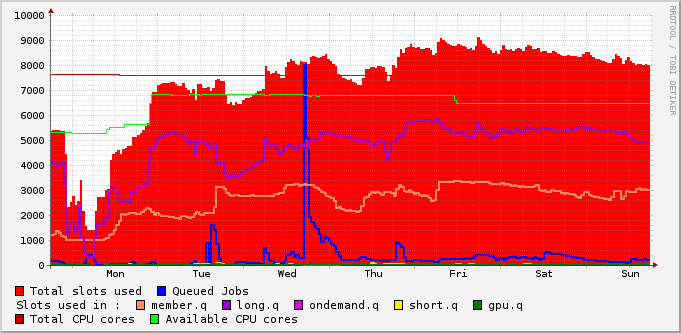 10000
9000
8000
7000
6000
5000
4000
3000
2000
1000
0
Mon Tue Wed Thu Fri Sat Sun
RRDTOOL / TOBI OETIKER
Total slots used Queued Jobs
Slots used in : member.q long.q ondemand.q short.q gpu.q
Total CPU cores Available CPU cores